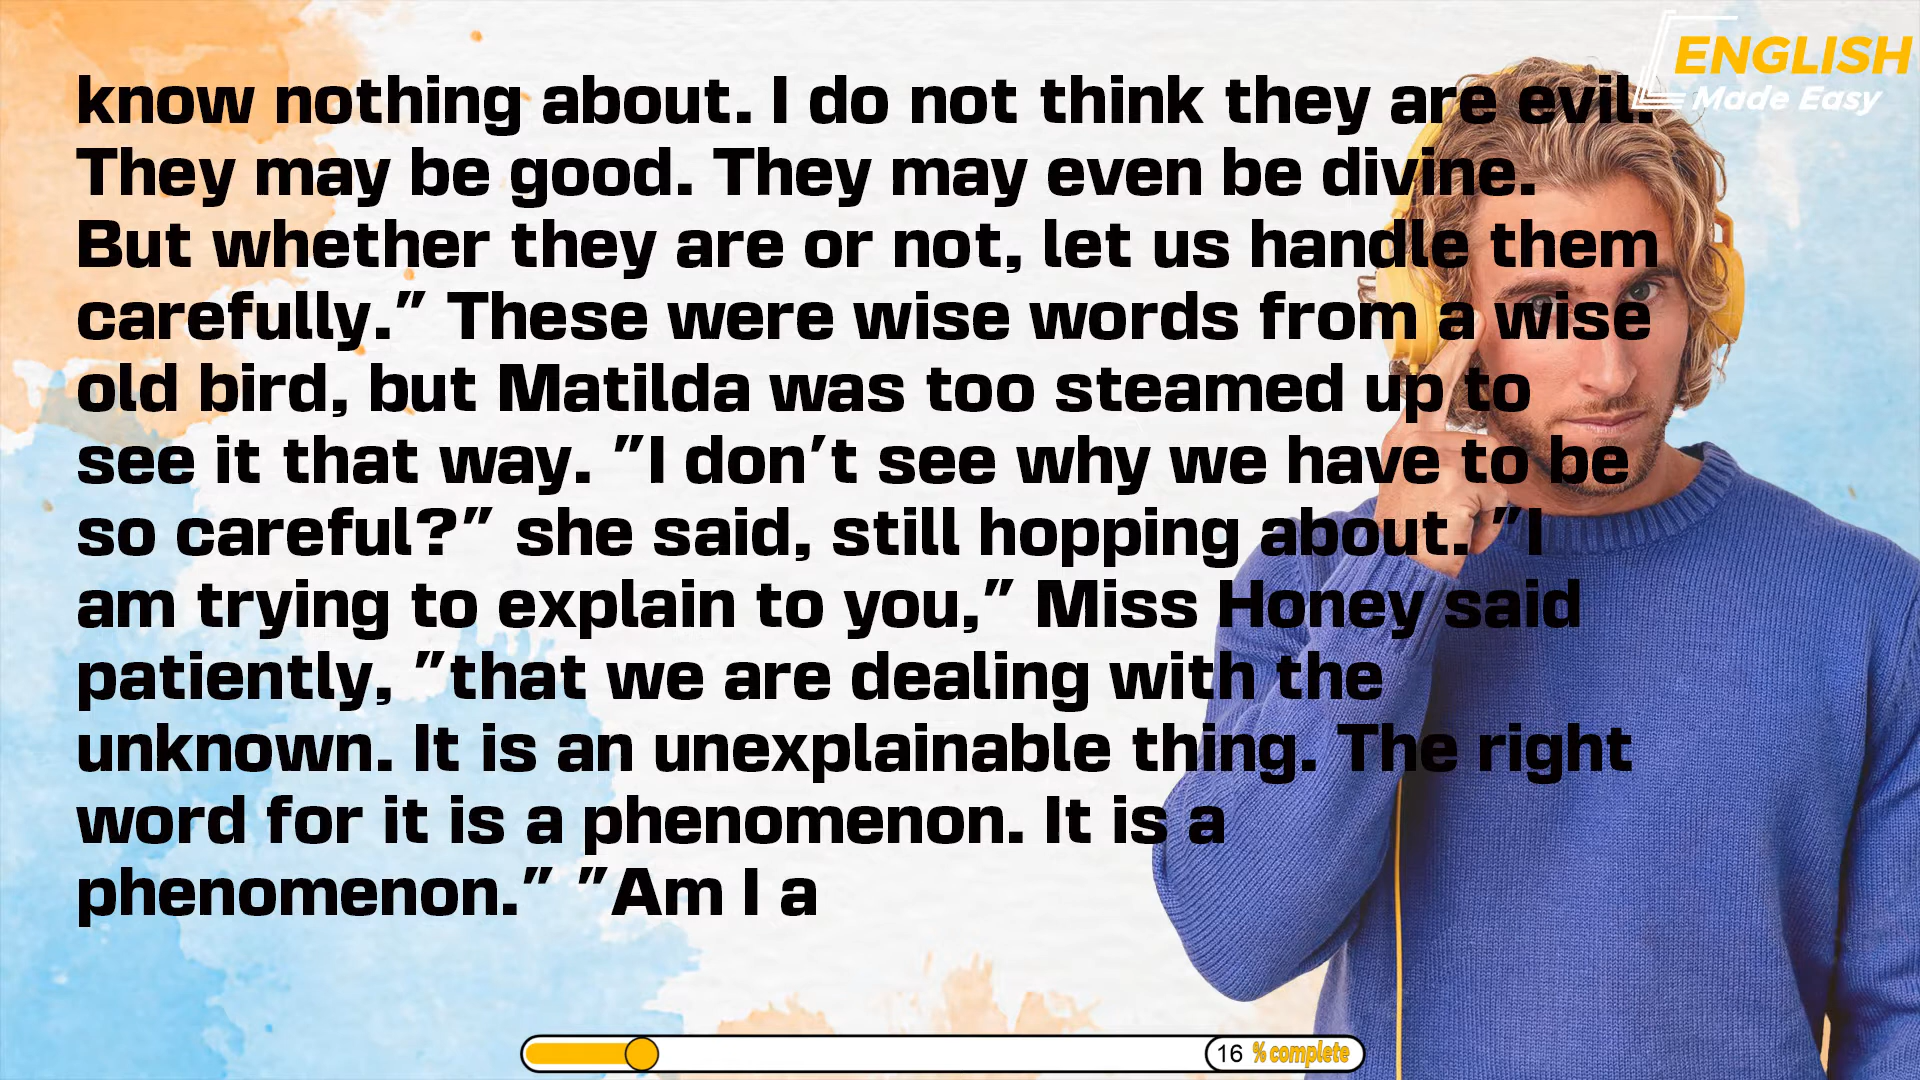 ENGLISH
Made Easy
know nothing about. I do not think they are evil.
They may be good. They may even be divine.
But whether they are or not, let us handle them
carefully.” These were wise words from a wise
old bird, but Matilda was too steamed up to
see it that way. ”I don’t see why we have to be
so careful?” she said, still hopping about. ”I
am trying to explain to you,” Miss Honey said
patiently, ”that we are dealing with the
unknown. It is an unexplainable thing. The right
word for it is a phenomenon. It is a
phenomenon.” ”Am I a
16 % complete